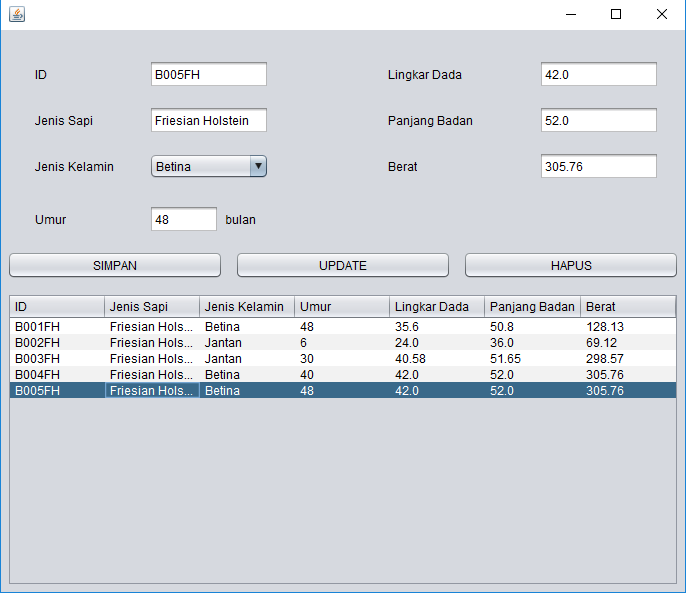 ID B005FH Lingkar Dada 42.0
Jenis Sapi Friesian Holstein Panjang Badan 52.0
Jenis Kelamin Betina Berat 305.76
Umur 48 bulan
SIMPAN UPDATE HAPUS
ID Jenis Sapi Jenis Kelamin Umur Lingkar Dada Panjang Badan Berat
B001FH Friesian Hols... Betina 48 35.6 50.8 128.13
B002FH Friesian Hols... Jantan 6 24.0 36.0 69.12
B003FH Friesian Hols... Jantan 30 40.58 51.65 298.57
B004FH Friesian Hols... Betina 40 42.0 52.0 305.76
B005FH Friesian Hols... Betina 48 42.0 52.0 305.76